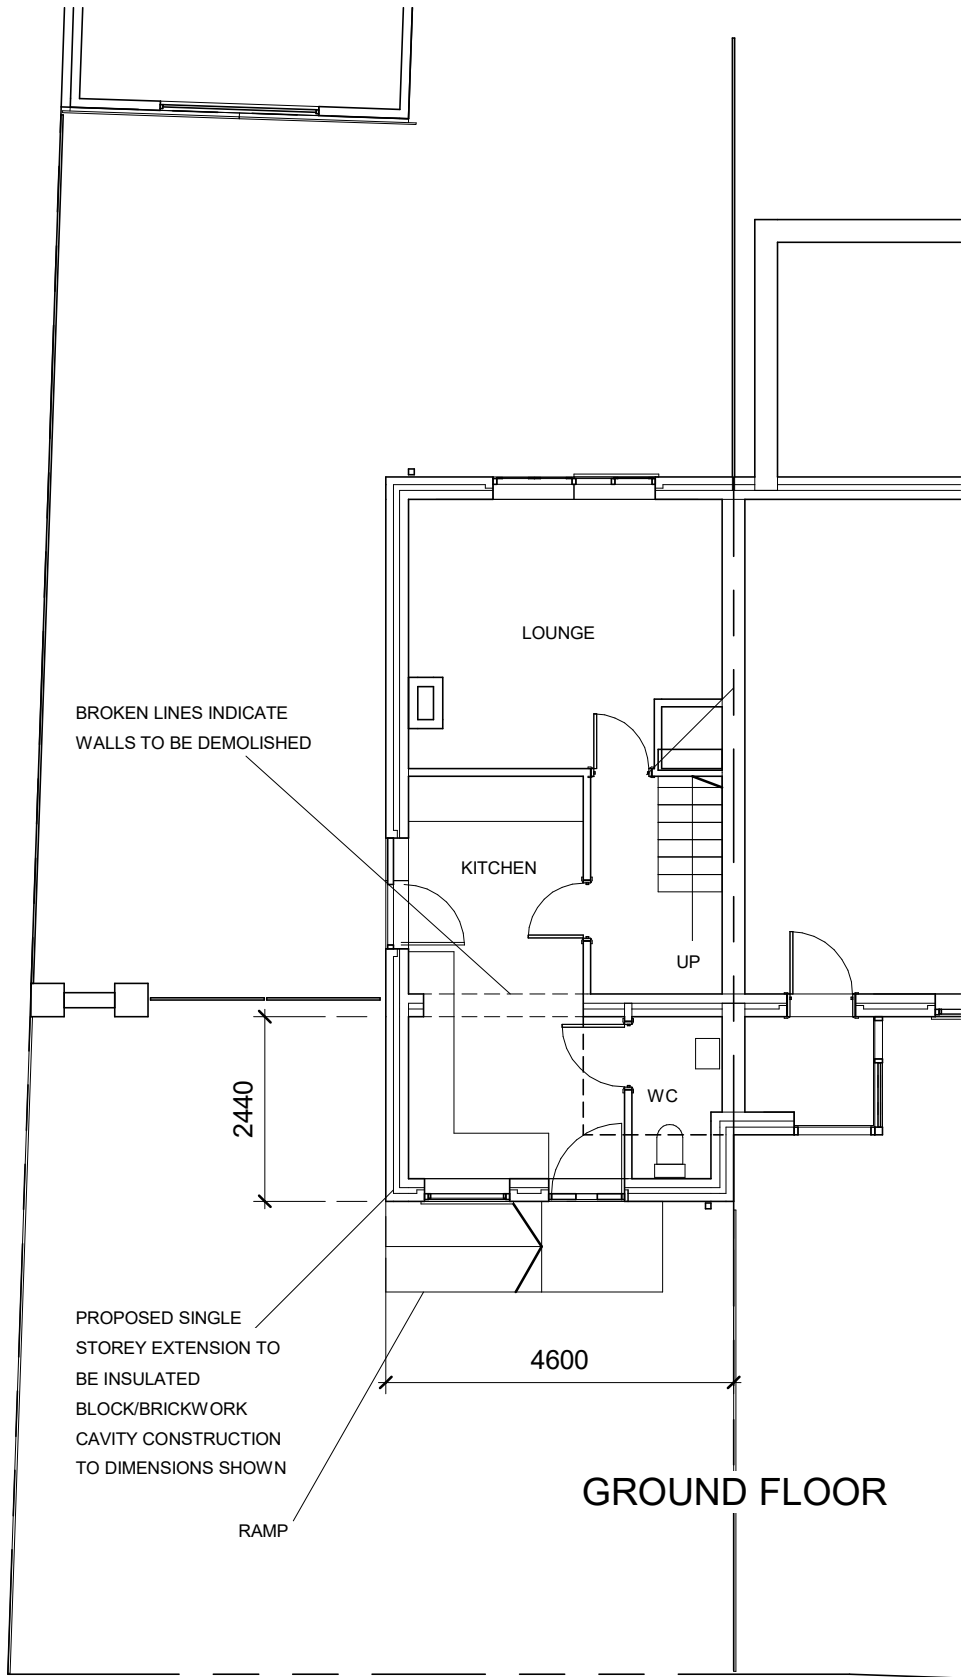 LOUNGE
BROKEN LINES INDICATE
WALLS TO BE DEMOLISHED
KITCHEN
UP
2440
WC
PROPOSED SINGLE
STOREY EXTENSION TO
BE INSULATED
BLOCK/BRICKWORK
CAVITY CONSTRUCTION
TO DIMENSIONS SHOWN
4600
GROUND FLOOR
RAMP